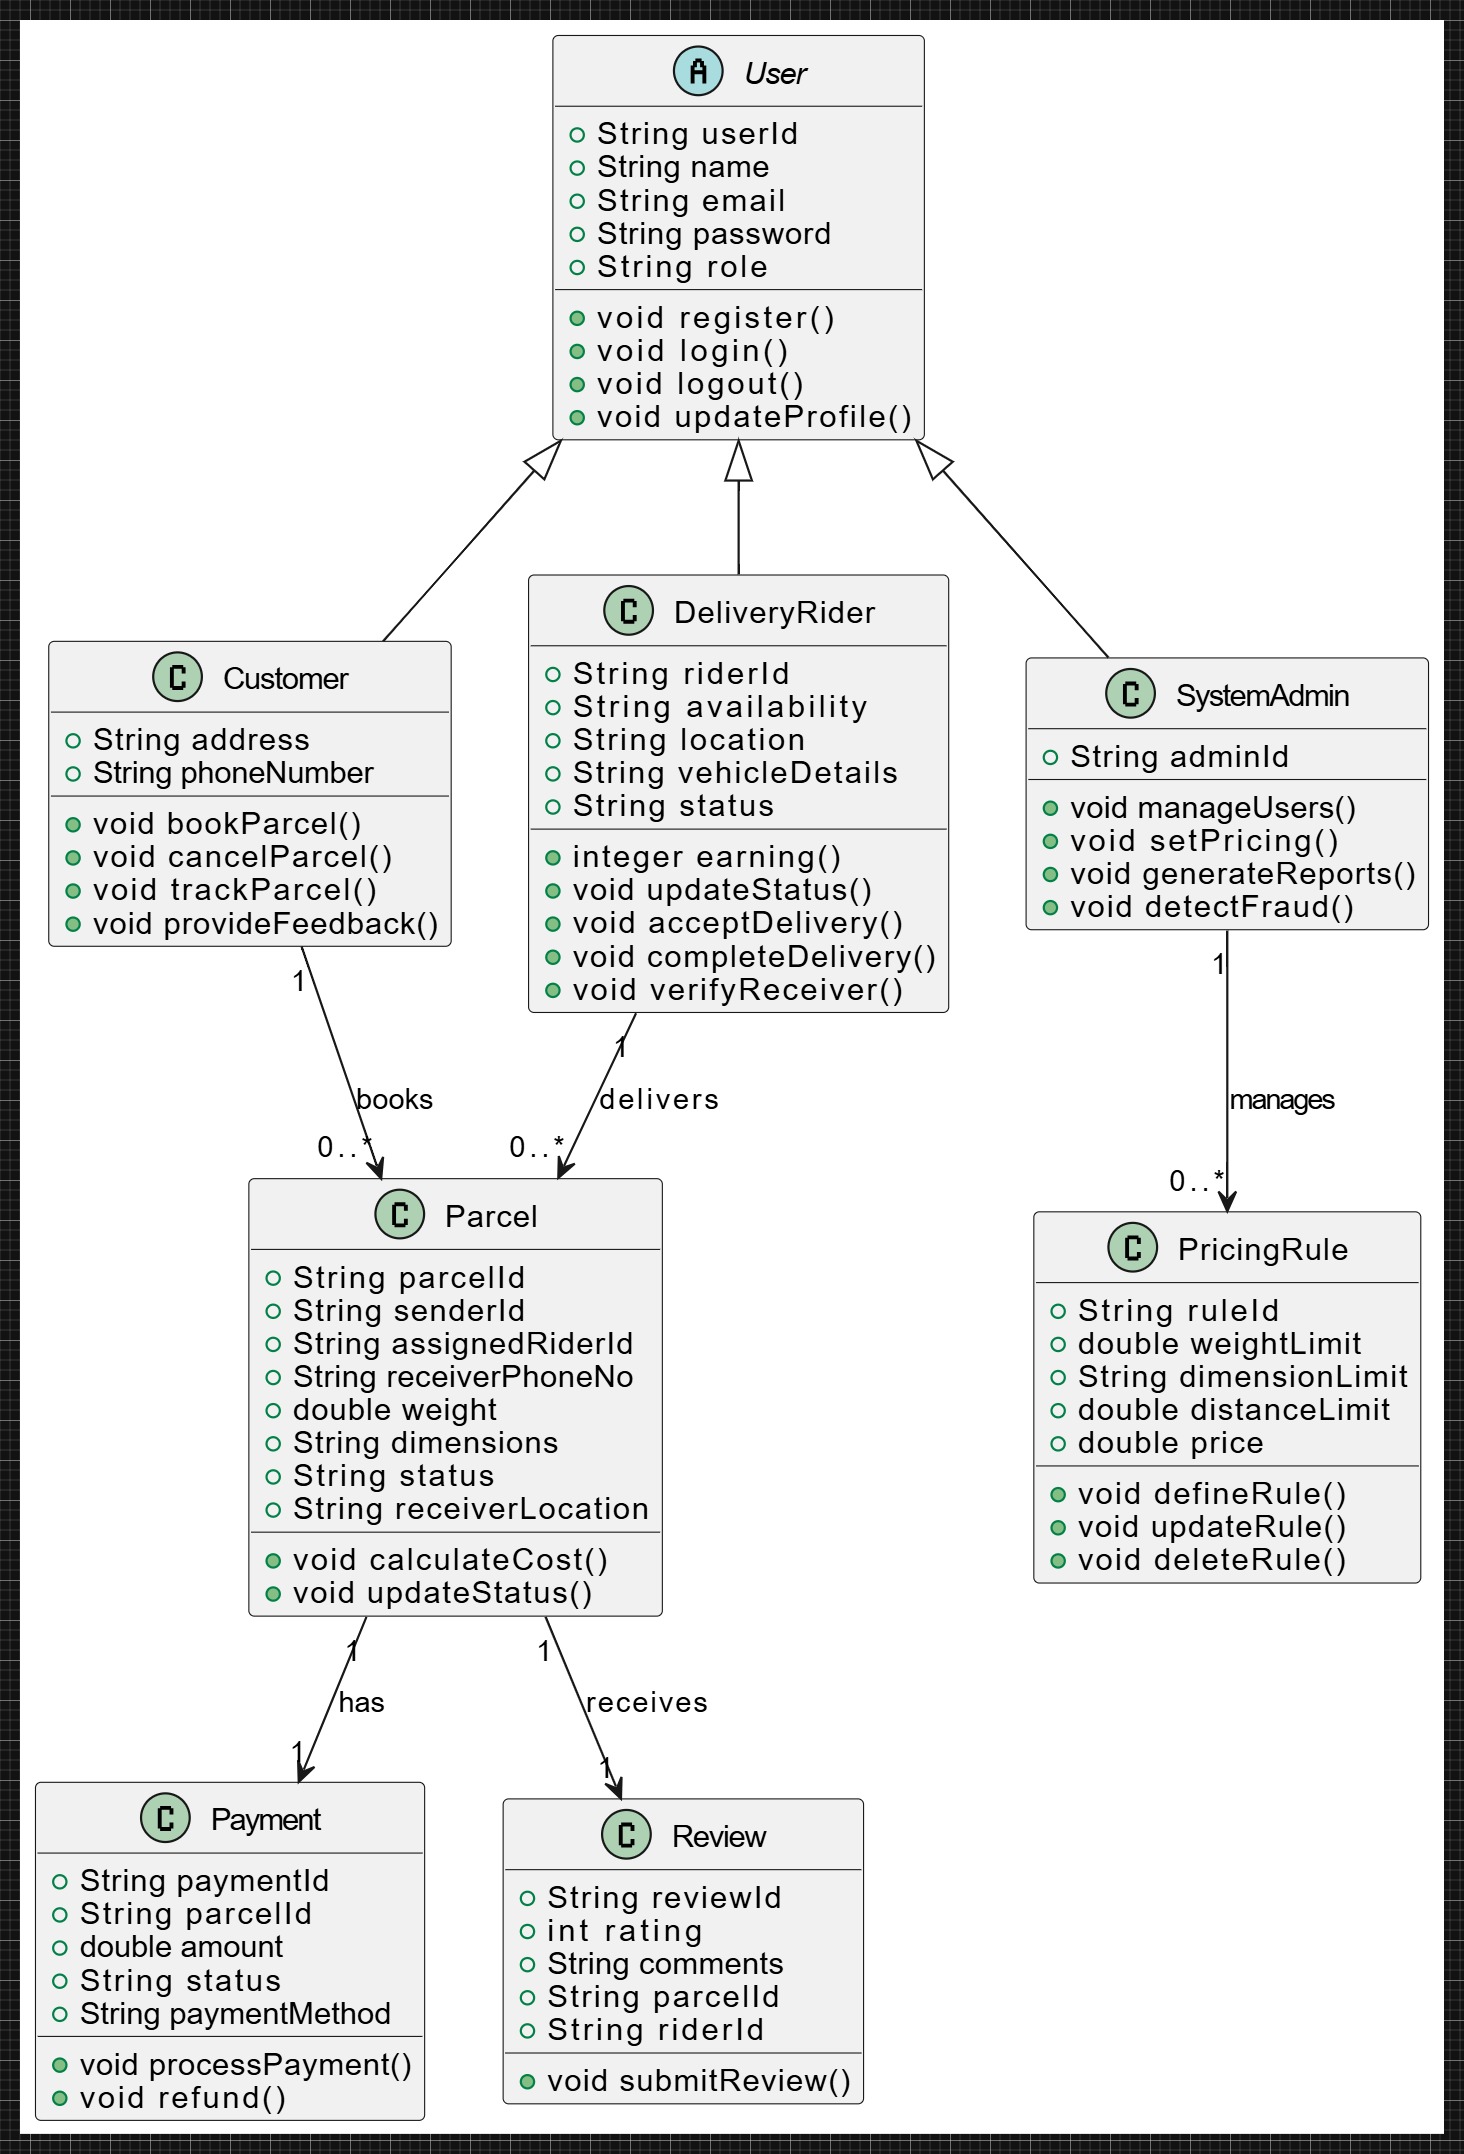 A User
String userId
String name
String email
String password
String role
void register()
void login()
void logout()
void updateProfile()
C Customer
String address
String phoneNumber
void bookParcel()
void cancelParcel()
void trackParcel()
void provideFeedback()
C DeliveryRider
String riderId
String availability
String location
String vehicleDetails
String status
integer earning()
void updateStatus()
void acceptDelivery()
void completeDelivery()
void verifyReceiver()
C SystemAdmin
String adminId
void manageUsers()
void setPricing()
void generateReports()
void detectFraud()
1
books
0..*
1
delivers
0..*
1
manages
0..*
C Parcel
String parcelId
String senderId
String assignedRiderId
String receiverPhoneNo
double weight
String dimensions
String status
String receiverLocation
void calculateCost()
void updateStatus()
C PricingRule
String ruleId
double weightLimit
String dimensionLimit
double distanceLimit
double price
void defineRule()
void updateRule()
void deleteRule()
1
has
1
1
receives
1
C Payment
String paymentId
String parcelId
double amount
String status
String paymentMethod
void processPayment()
void refund()
C Review
String reviewId
int rating
String comments
String parcelId
String riderId
void submitReview()